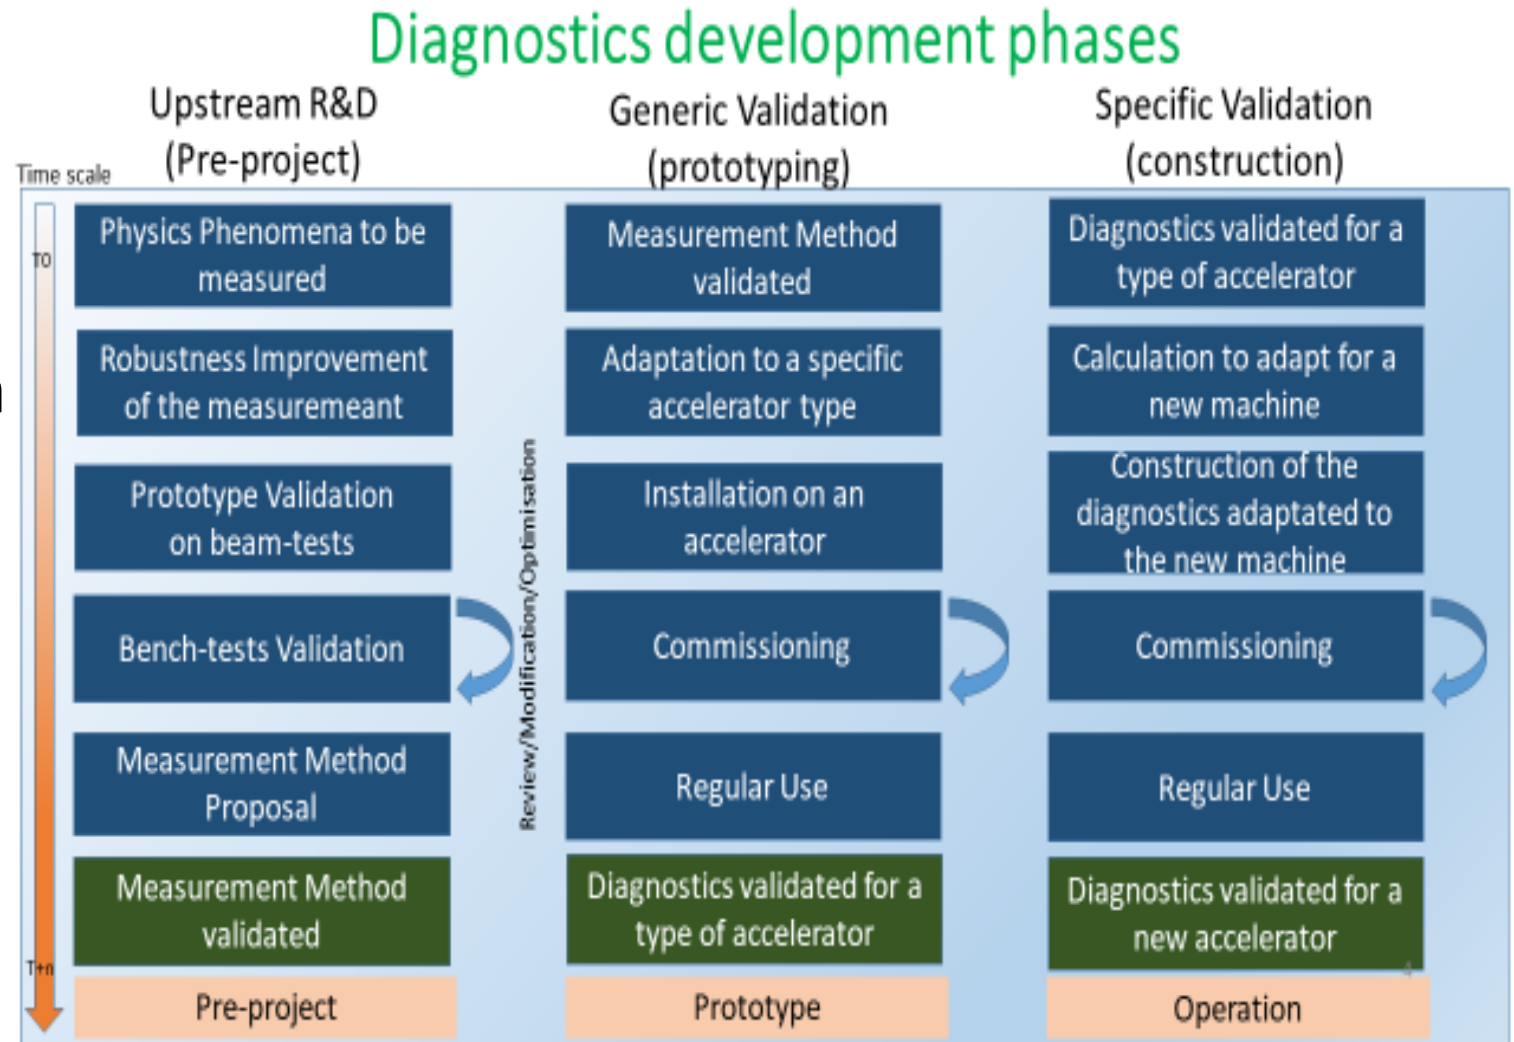 Diagnostics development phases
Upstream R&D
(Pre-project)
Generic Validation
(prototyping)
Specific Validation
(construction)
Time scale
T0
T+n
Physics Phenomena to be
measured
Robustness Improvement
of the measuremeant
Prototype Validation
on beam-tests
Bench-tests Validation
Measurement Method
Proposal
Measurement Method
validated
Pre-project
Review/Modification/Optimisation
Measurement Method
validated
Adaptation to a specific
accelerator type
Installation on an
accelerator
Commissioning
Regular Use
Diagnostics validated for a
type of accelerator
Prototype
Diagnostics validated for a
type of accelerator
Calculation to adapt for a
new machine
Construction of the
diagnostics adaptated to
the new machine
Commissioning
Regular Use
Diagnostics validated for a
new accelerator
4
Operation